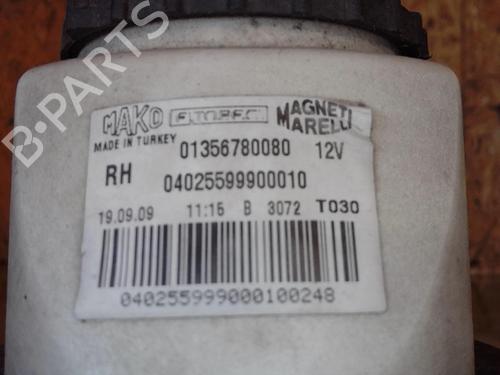 MAKO MAGNETI MARELLI
MADE IN TURKEY 01356780080 12V
RH 04025599900010
19.09.09 11:15 B 3072 T030
040255999000100248
B-PARTS